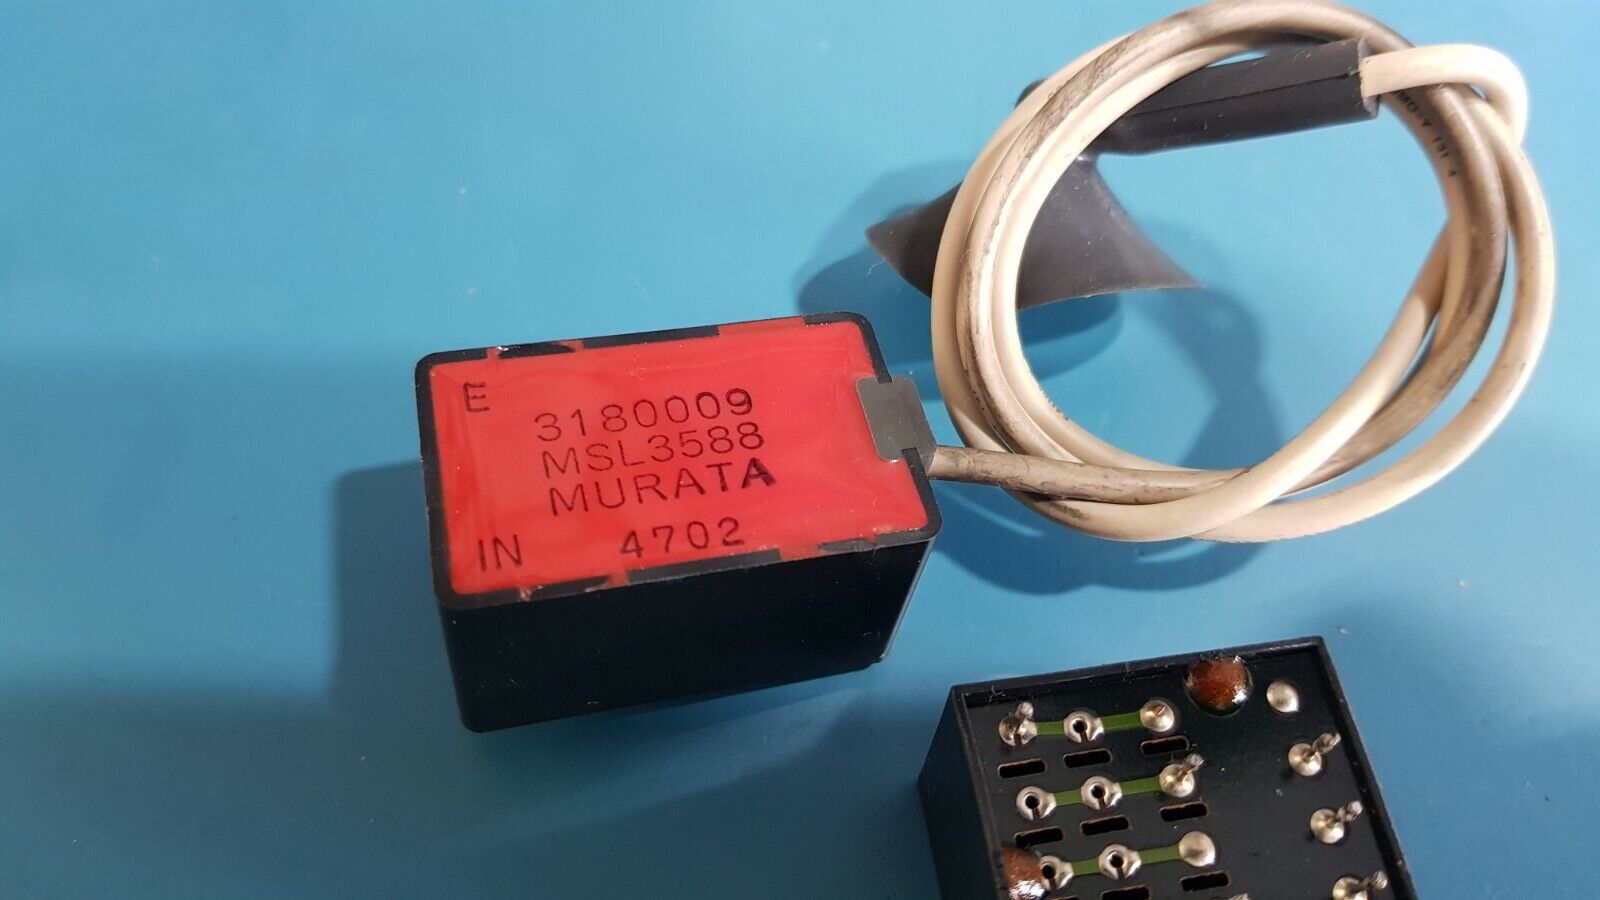 E
3180009
MSL3588
MURATA
IN 4702